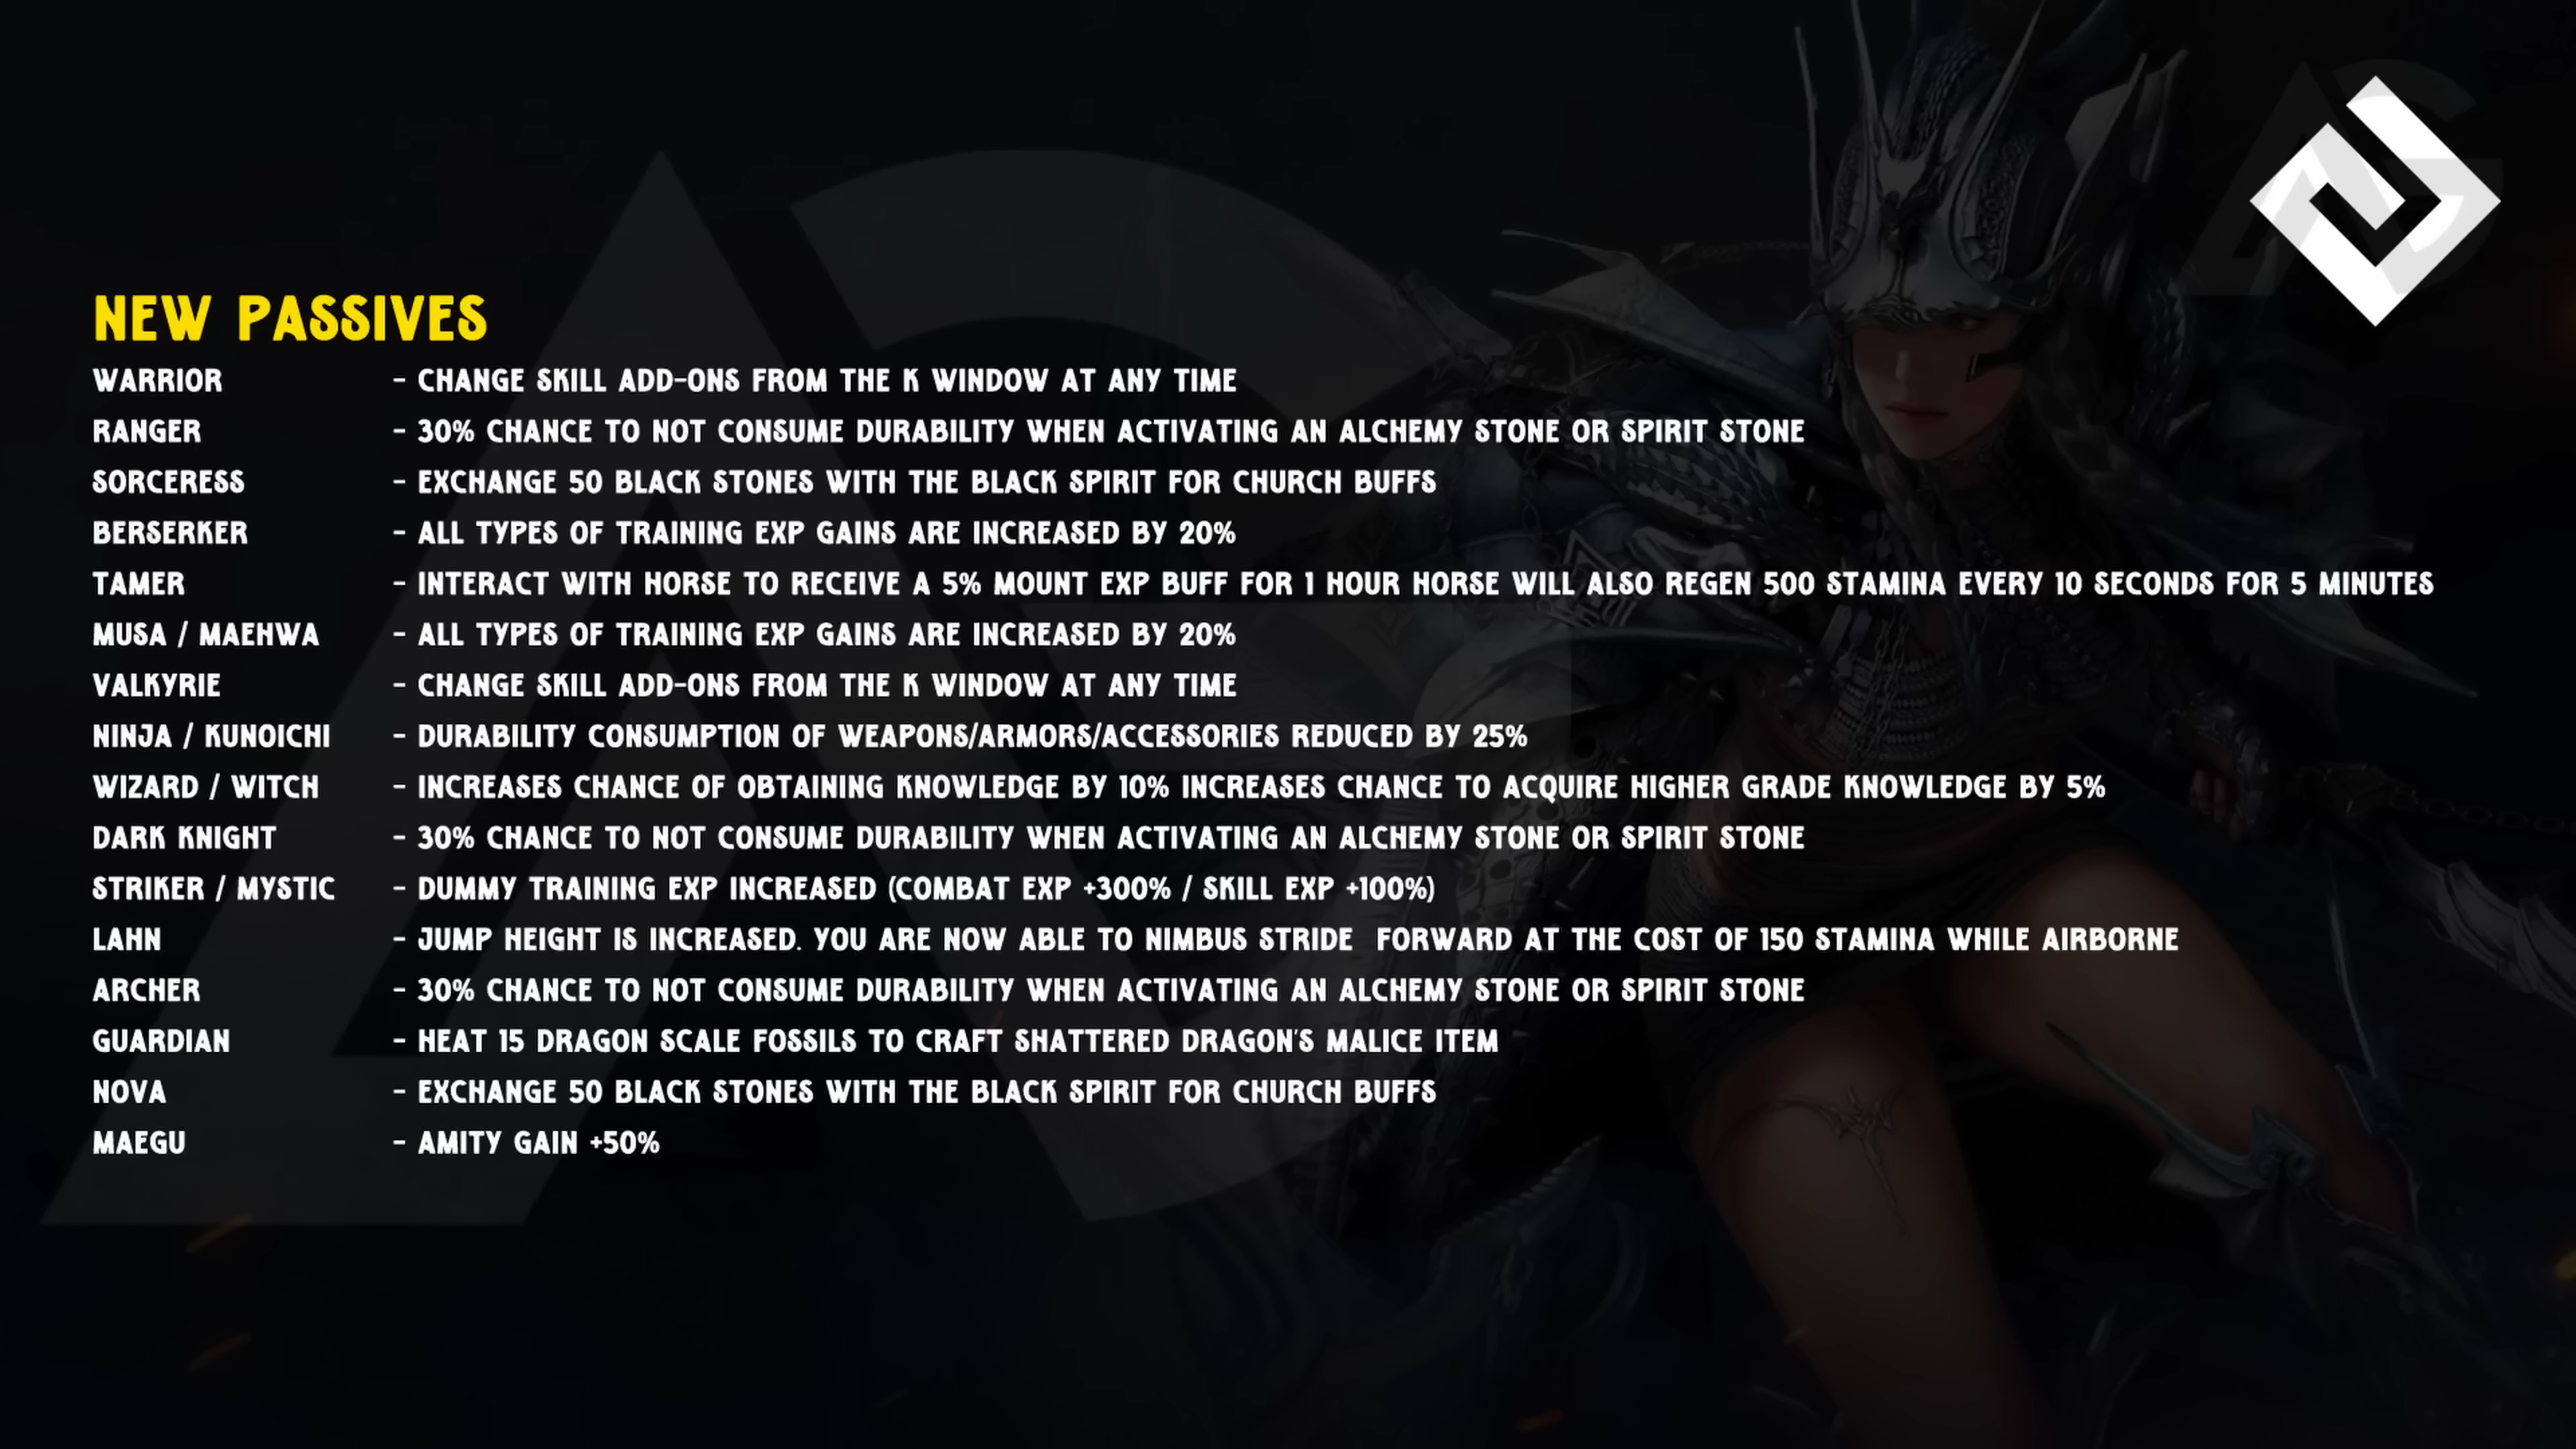 NEW PASSIVES
WARRIOR - CHANGE SKILL ADD-ONS FROM THE K WINDOW AT ANY TIME
RANGER - 30% CHANCE TO NOT CONSUME DURABILITY WHEN ACTIVATING AN ALCHEMY STONE OR SPIRIT STONE
SORCERESS - EXCHANGE 50 BLACK STONES WITH THE BLACK SPIRIT FOR CHURCH BUFFS
BERSERKER - ALL TYPES OF TRAINING EXP GAINS ARE INCREASED BY 20%
TAMER - INTERACT WITH HORSE TO RECEIVE A 5% MOUNT EXP BUFF FOR 1 HOUR HORSE WILL ALSO REGEN 500 STAMINA EVERY 10 SECONDS FOR 5 MINUTES
MUSA / MAEHWA - ALL TYPES OF TRAINING EXP GAINS ARE INCREASED BY 20%
VALKYRIE - CHANGE SKILL ADD-ONS FROM THE K WINDOW AT ANY TIME
NINJA / KUNOICHI - DURABILITY CONSUMPTION OF WEAPONS/ARMORS/ACCESSORIES REDUCED BY 25%
WIZARD / WITCH - INCREASES CHANCE OF OBTAINING KNOWLEDGE BY 10% INCREASES CHANCE TO ACQUIRE HIGHER GRADE KNOWLEDGE BY 5%
DARK KNIGHT - 30% CHANCE TO NOT CONSUME DURABILITY WHEN ACTIVATING AN ALCHEMY STONE OR SPIRIT STONE
STRIKER / MYSTIC - DUMMY TRAINING EXP INCREASED (COMBAT EXP +300% / SKILL EXP +100%)
LAHN - JUMP HEIGHT IS INCREASED. YOU ARE NOW ABLE TO NIMBUS STRIDE FORWARD AT THE COST OF 150 STAMINA WHILE AIRBORNE
ARCHER - 30% CHANCE TO NOT CONSUME DURABILITY WHEN ACTIVATING AN ALCHEMY STONE OR SPIRIT STONE
GUARDIAN - HEAT 15 DRAGON SCALE FOSSILS TO CRAFT SHATTERED DRAGON'S MALICE ITEM
NOVA - EXCHANGE 50 BLACK STONES WITH THE BLACK SPIRIT FOR CHURCH BUFFS
MAEGU - AMITY GAIN +50%